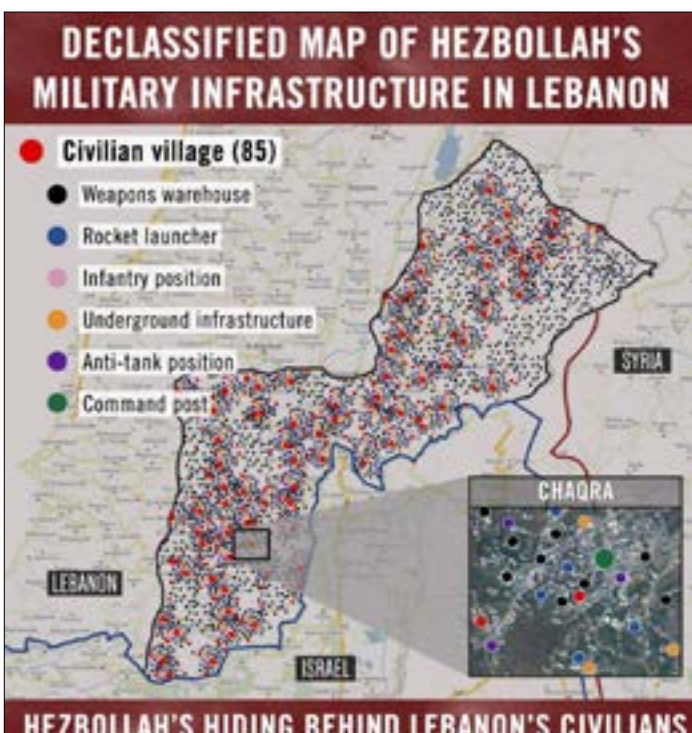 DECLASSIFIED MAP OF HEZBOLLAH'S
MILITARY INFRASTRUCTURE IN LEBANON
Civilian village (85)
Weapons warehouse
Rocket launcher
Infantry position
Underground infrastructure
Anti-tank position
Command post
SYRIA
CHAQRA
LEBANON
ISRAEL
HEZBOLLAH'S HIDING BEHIND LEBANON'S CIVILIANS